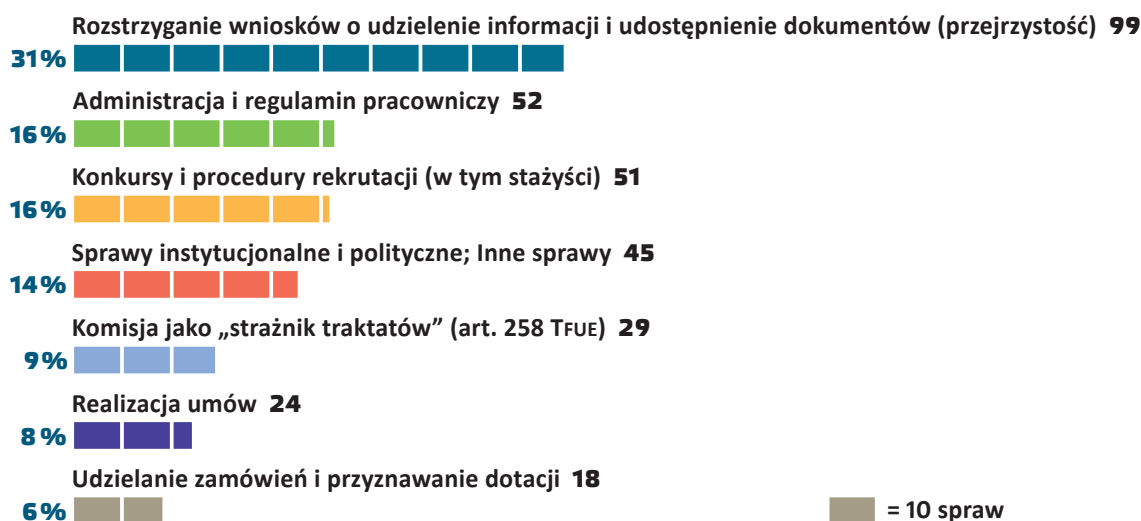 Rozstrzyganie wniosków o udzielenie informacji i udostępnienie dokumentów (przejrzystość) 99
31%
Administracja i regulamin pracowniczy 52
16%
Konkursy i procedury rekrutacji (w tym stażyści) 51
16%
Sprawy instytucjonalne i polityczne; Inne sprawy 45
14%
Komisja jako „strażnik traktatów” (art. 258 TFUE) 29
9%
Realizacja umów 24
8%
Udzielanie zamówień i przyznawanie dotacji 18
6% = 10 spraw